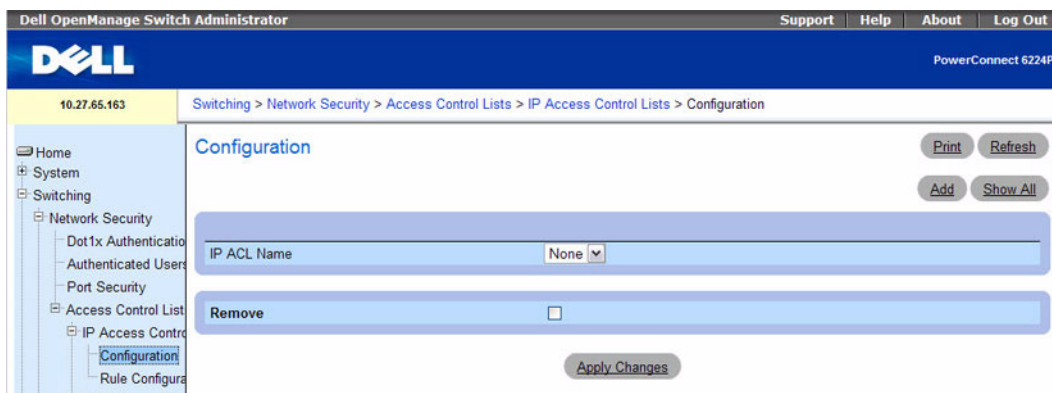 Dell OpenManage Switch Administrator
Support Help About Log Out
DELL
PowerConnect 6224P
10.27.65.163
Switching > Network Security > Access Control Lists > IP Access Control Lists > Configuration
Home
System
Switching
Network Security
Dot1x Authenticatio
Authenticated Users
Port Security
Access Control List
IP Access Contro
Configuration
Rule Configura
Configuration
Print Refresh
Add Show All
IP ACL Name None
Remove
Apply Changes